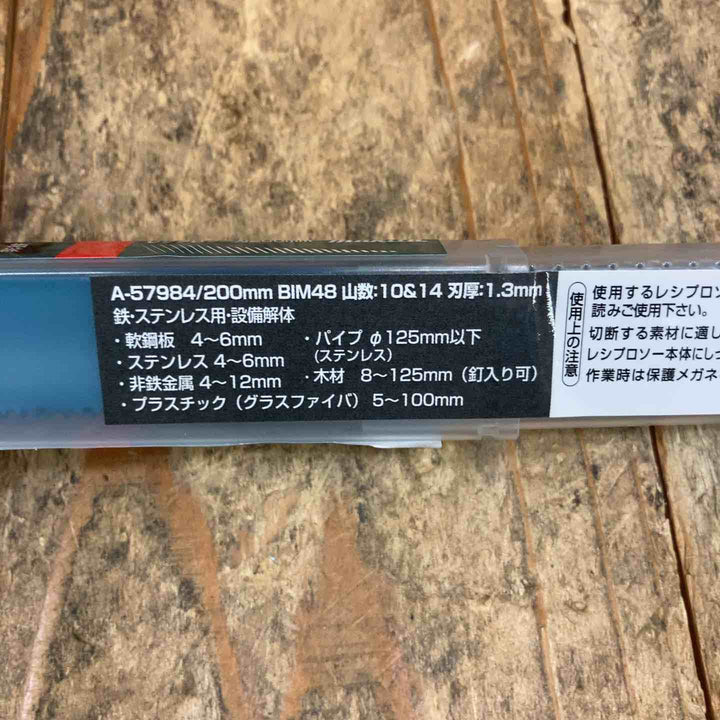 A-57984/200mm BIM48 山数:10&14 刃厚:1.3mm
鉄・ステンレス用・設備解体
・軟鋼板 4〜6mm
・ステンレス 4〜6mm
・非鉄金属 4〜12mm
・プラスチック（グラスファイバ）5〜100mm
・パイプ φ125mm以下
（ステンレス）
・木材 8〜125mm（釘入り可）
使用上の注意
使用するレシプロソ
読みご使用下さい。
切断する素材に適し
レシプロソー本体にしっ
作業時は保護メガネ